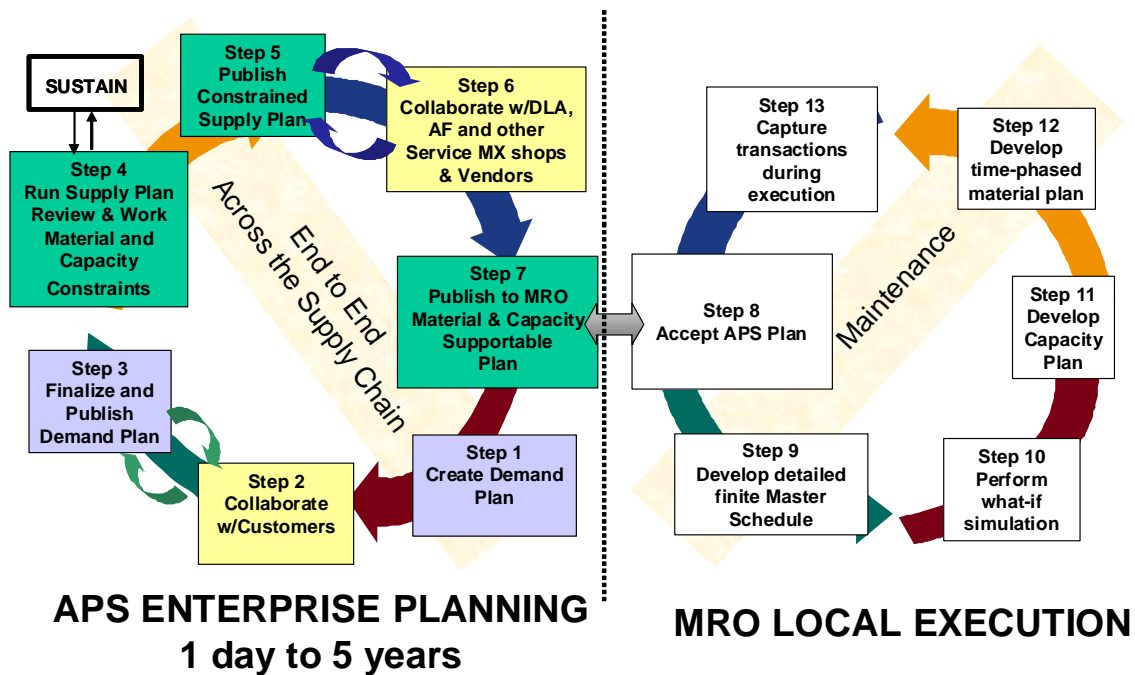 SUSTAIN
Step 5
Publish
Constrained
Supply Plan
Step 6
Collaborate w/DLA,
AF and other
Service MX shops
& Vendors
Step 4
Run Supply Plan
Review & Work
Material and
Capacity
Constraints
End to End
Across the Supply Chain
Step 7
Publish to MRO
Material & Capacity
Supportable
Plan
Step 3
Finalize and
Publish
Demand Plan
Step 2
Collaborate
w/Customers
Step 1
Create Demand
Plan
APS ENTERPRISE PLANNING
1 day to 5 years
Step 13
Capture
transactions
during
execution
Step 12
Develop
time-phased
material plan
Step 8
Accept APS Plan
Maintenance
Step 11
Develop
Capacity
Plan
Step 9
Develop detailed
finite Master
Schedule
Step 10
Perform
what-if
simulation
MRO LOCAL EXECUTION